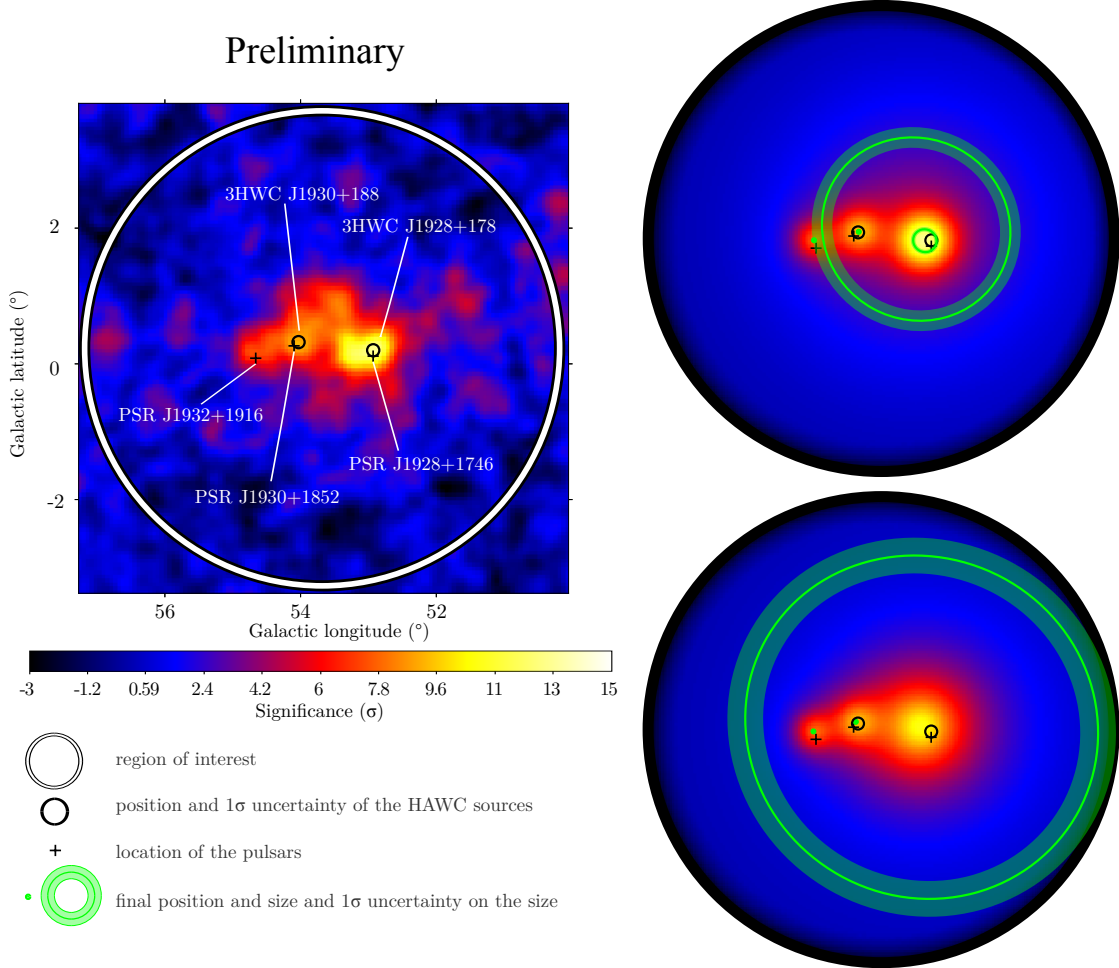 Preliminary
3HWC J1930+188
3HWC J1928+178
2
0
-2
Galactic latitude (°)
PSR J1932+1916
PSR J1928+1746
PSR J1930+1852
56 54 52
Galactic longitude (°)
-3 -1.2 0.59 2.4 4.2 6 7.8 9.6 11 13 15
Significance (σ)
region of interest
position and 1σ uncertainty of the HAWC sources
location of the pulsars
final position and size and 1σ uncertainty on the size